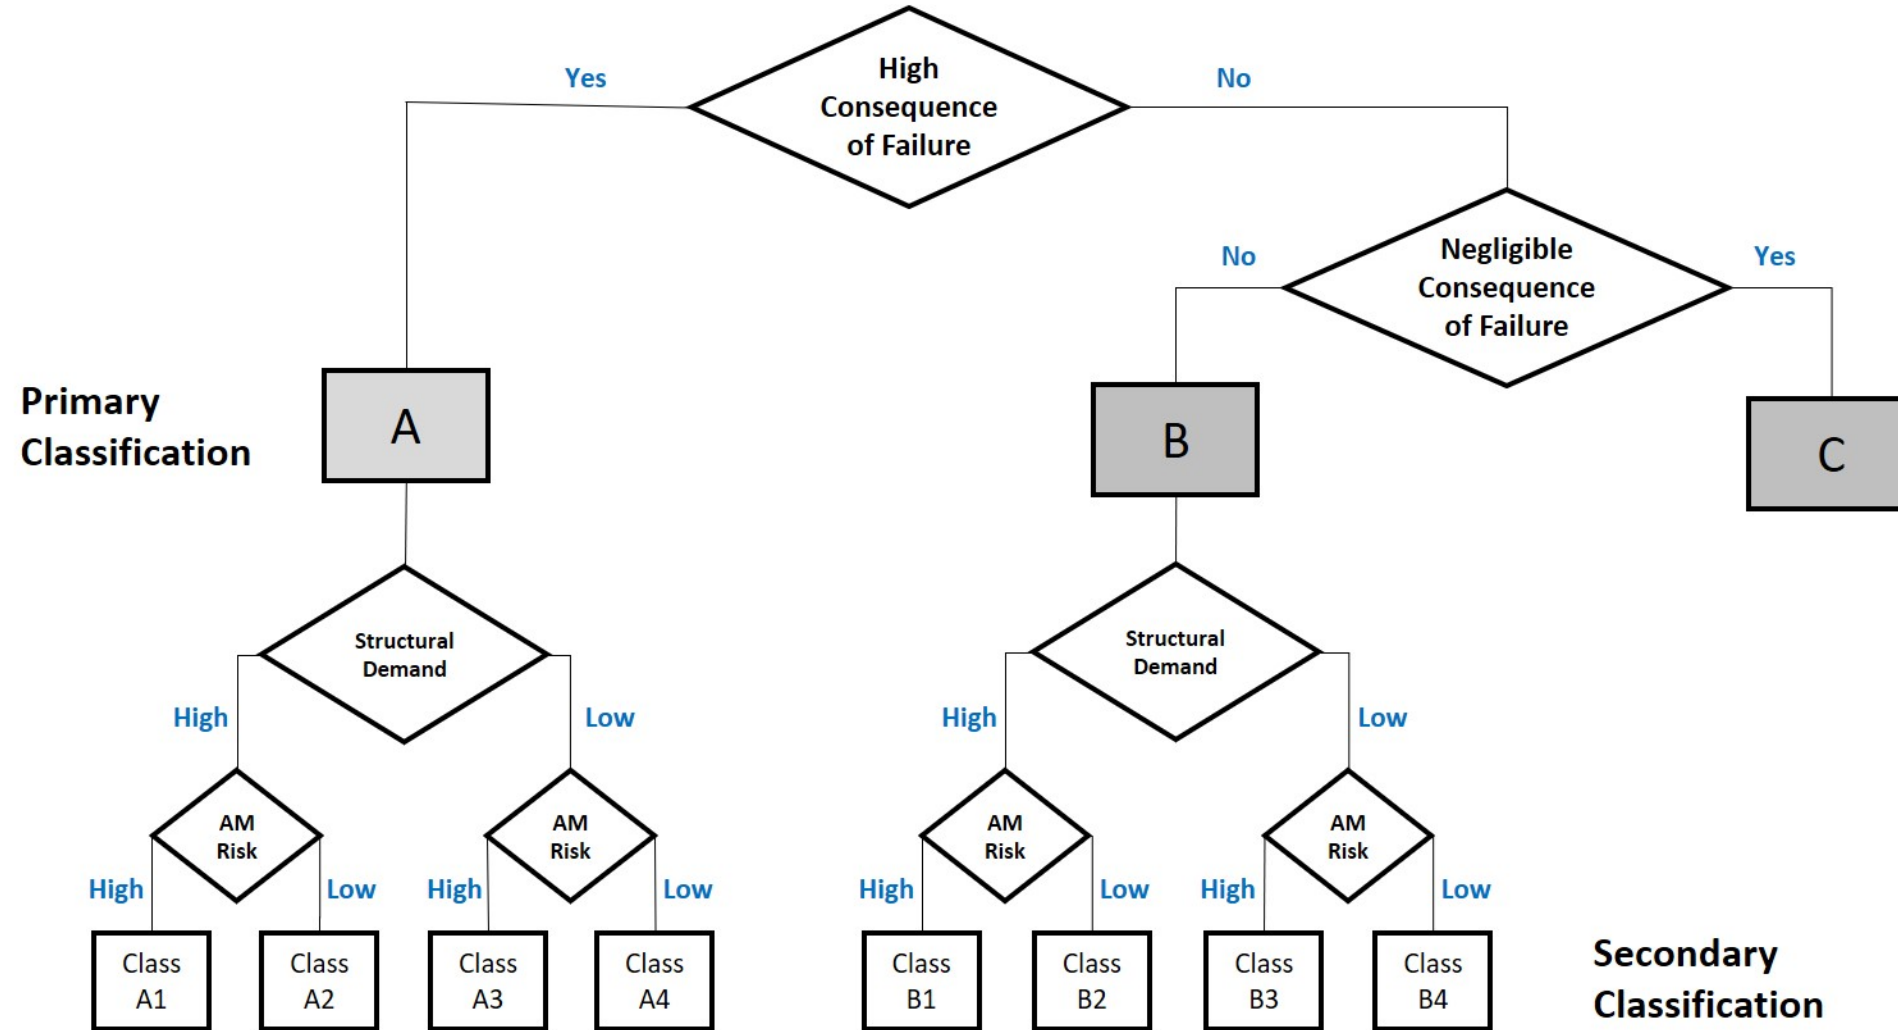 High
Consequence
of Failure
Yes
No
Negligible
Consequence
of Failure
No
Yes
Primary
Classification
A
B
C
Structural
Demand
High
Low
Structural
Demand
High
Low
AM
Risk
High
Low
AM
Risk
High
Low
AM
Risk
High
Low
AM
Risk
High
Low
Class
A1
Class
A2
Class
A3
Class
A4
Class
B1
Class
B2
Class
B3
Class
B4
Secondary
Classification